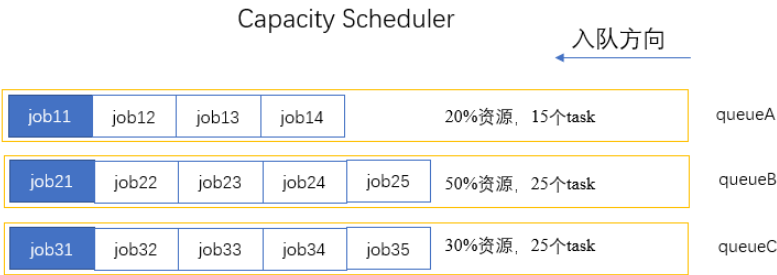 Capacity Scheduler
入队方向
job11 job12 job13 job14 20%资源，15个task queueA
job21 job22 job23 job24 job25 50%资源，25个task queueB
job31 job32 job33 job34 job35 30%资源，25个task queueC